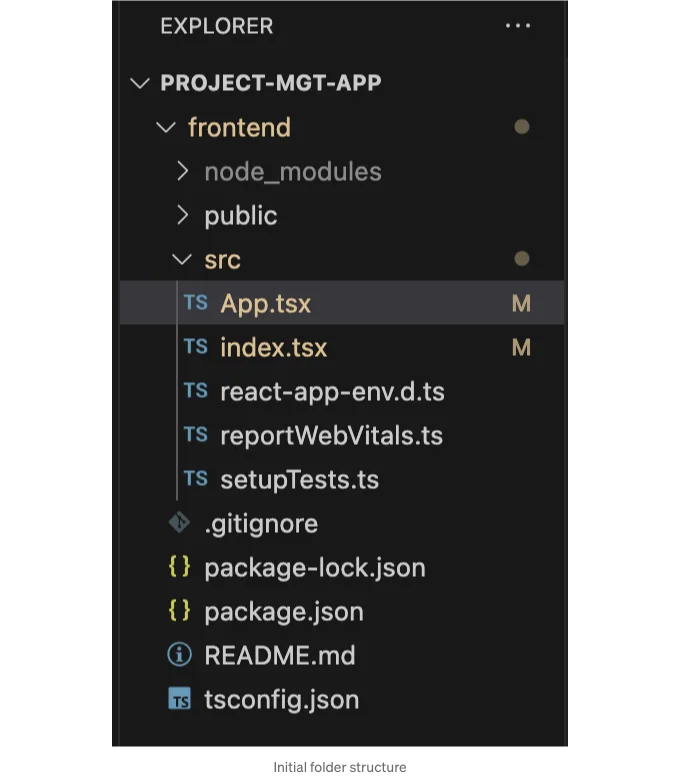 EXPLORER ...
PROJECT-MGT-APP
frontend
node_modules
public
src
TS App.tsx M
TS index.tsx M
TS react-app-env.d.ts
TS reportWebVitals.ts
TS setupTests.ts
.gitignore
{} package-lock.json
{} package.json
README.md
TS tsconfig.json
Initial folder structure